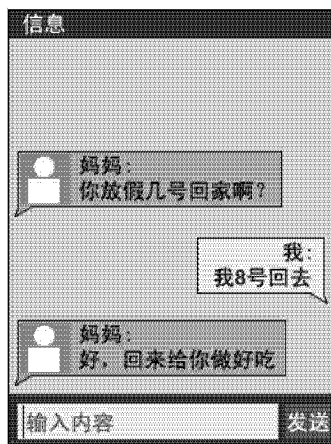 信息
妈妈:
你放假几号回家啊?
我:
我8号回去
妈妈:
好，回来给你做好吃
输入内容
发送